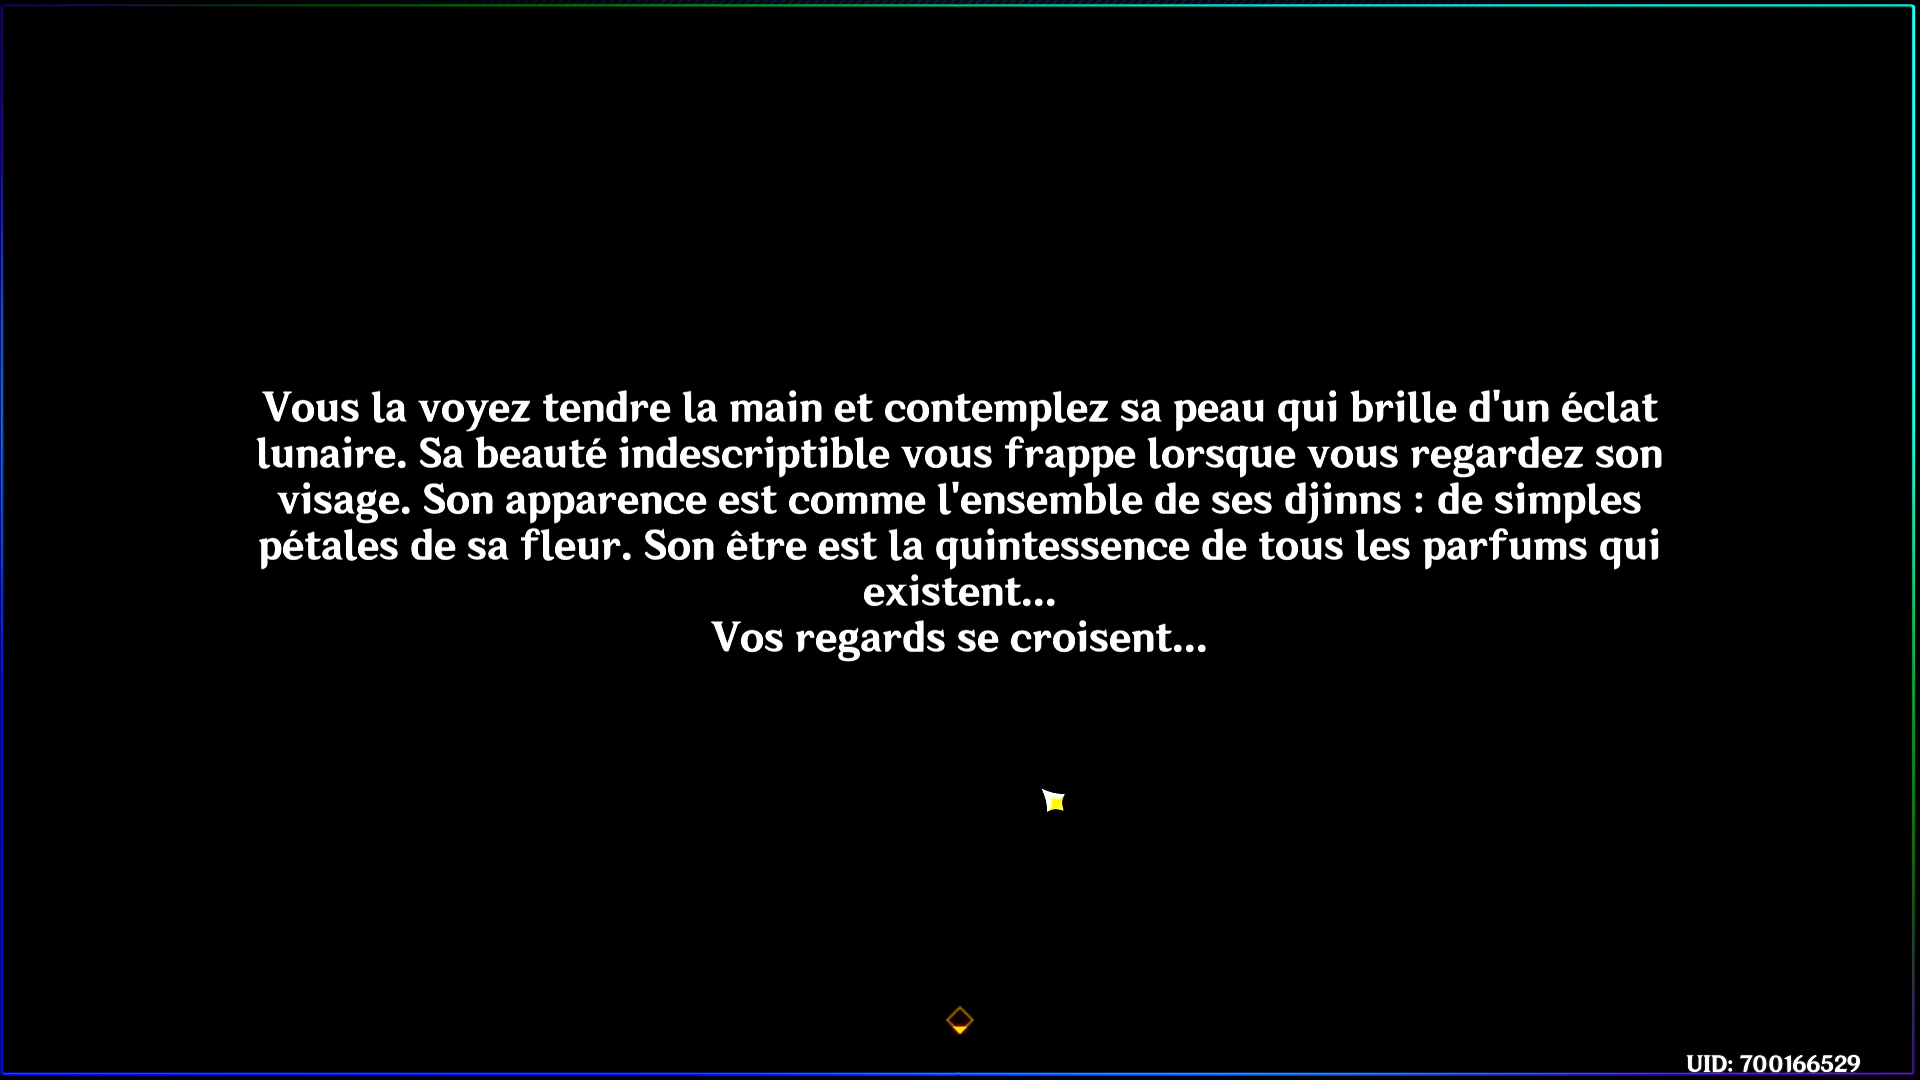 Vous la voyez tendre la main et contemplez sa peau qui brille d'un éclat
lunaire. Sa beauté indescriptible vous frappe lorsque vous regardez son
visage. Son apparence est comme l'ensemble de ses djinns : de simples
pétales de sa fleur. Son être est la quintessence de tous les parfums qui
existent...
Vos regards se croisent...
UID: 700166529